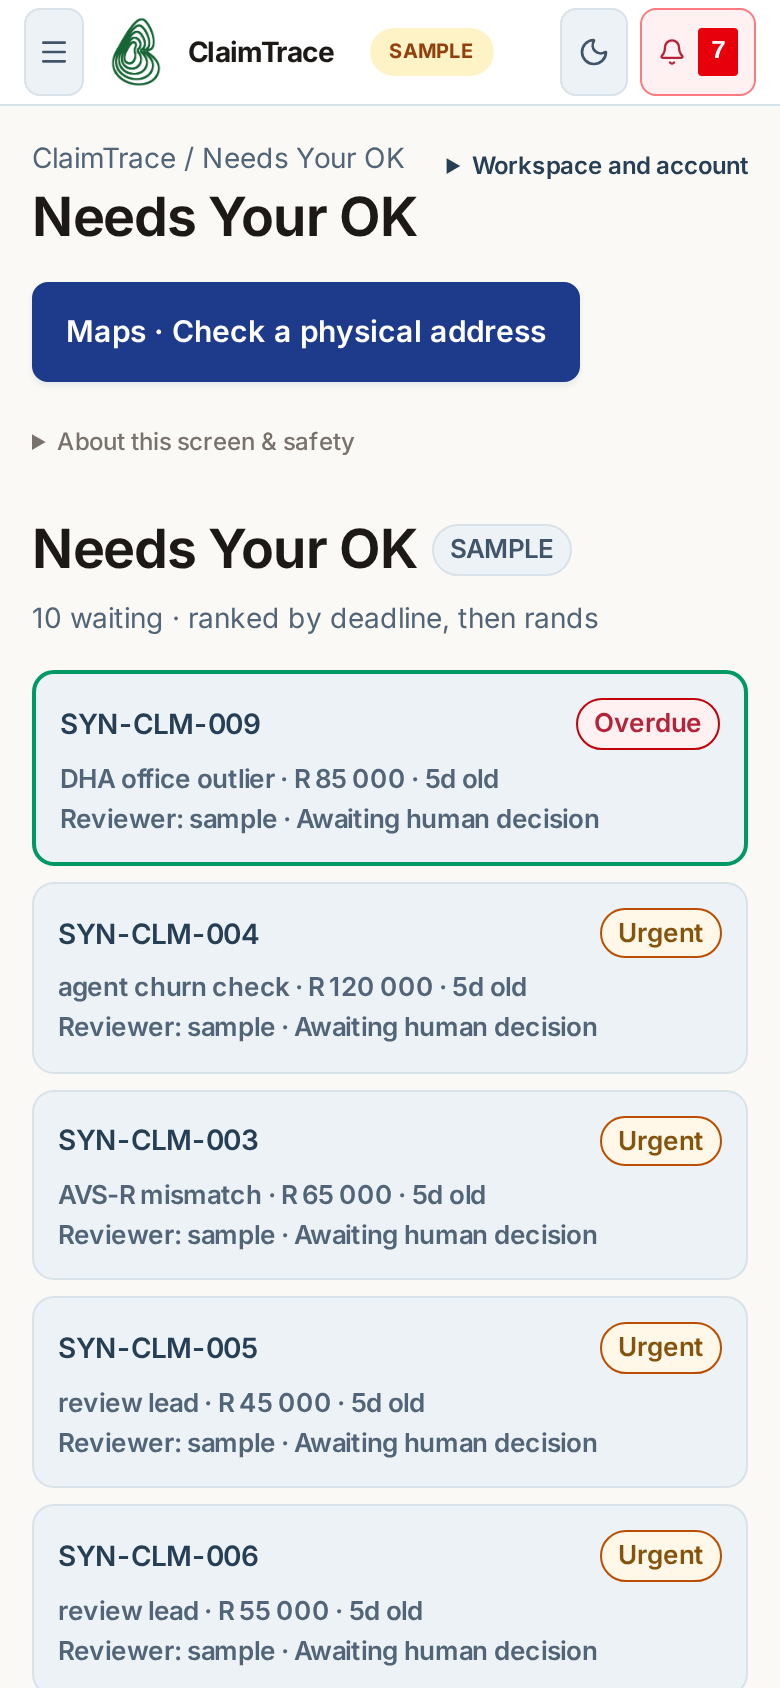 ClaimTrace
SAMPLE
7
ClaimTrace / Needs Your OK
Workspace and account
Needs Your OK
Maps · Check a physical address
About this screen & safety
Needs Your OK SAMPLE
10 waiting · ranked by deadline, then rands
SYN-CLM-009
Overdue
DHA office outlier · R 85 000 · 5d old
Reviewer: sample · Awaiting human decision
SYN-CLM-004
Urgent
agent churn check · R 120 000 · 5d old
Reviewer: sample · Awaiting human decision
SYN-CLM-003
Urgent
AVS-R mismatch · R 65 000 · 5d old
Reviewer: sample · Awaiting human decision
SYN-CLM-005
Urgent
review lead · R 45 000 · 5d old
Reviewer: sample · Awaiting human decision
SYN-CLM-006
Urgent
review lead · R 55 000 · 5d old
Reviewer: sample · Awaiting human decision